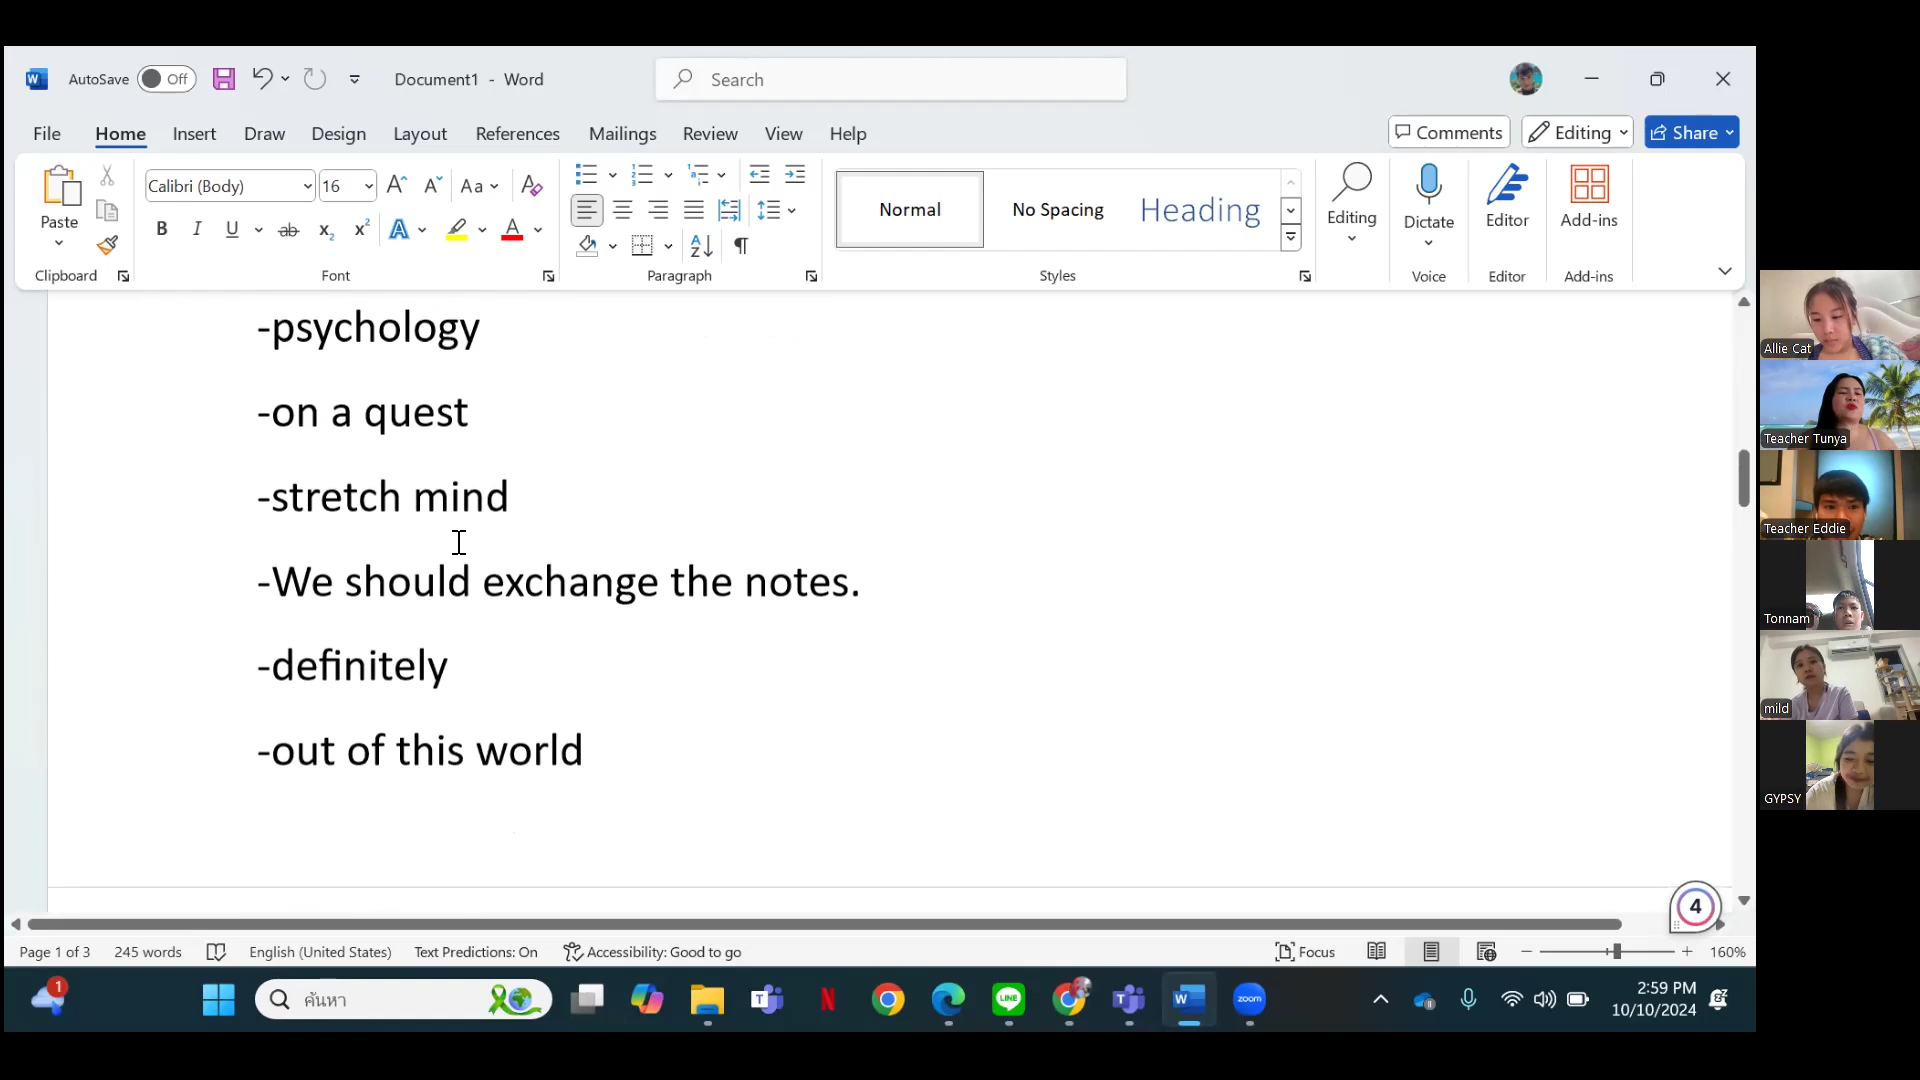 AutoSave Off Document1 - Word Search
File Home Insert Draw Design Layout References Mailings Review View Help Comments Editing Share
Paste
Clipboard
Calibri (Body) 16
Font
Paragraph
Normal No Spacing Heading
Styles
Editing
Dictate
Voice
Editor
Editor
Add-ins
Add-ins
-psychology
-on a quest
-stretch mind
-We should exchange the notes.
-definitely
-out of this world
4
Page 1 of 3 245 words English (United States) Text Predictions: On Accessibility: Good to go Focus 160%
1 ค้นหา LINE zoom 2:59 PM
10/10/2024
Allie Cat
Teacher Tunya
Teacher Eddie
Tonnam
mild
GYPSY